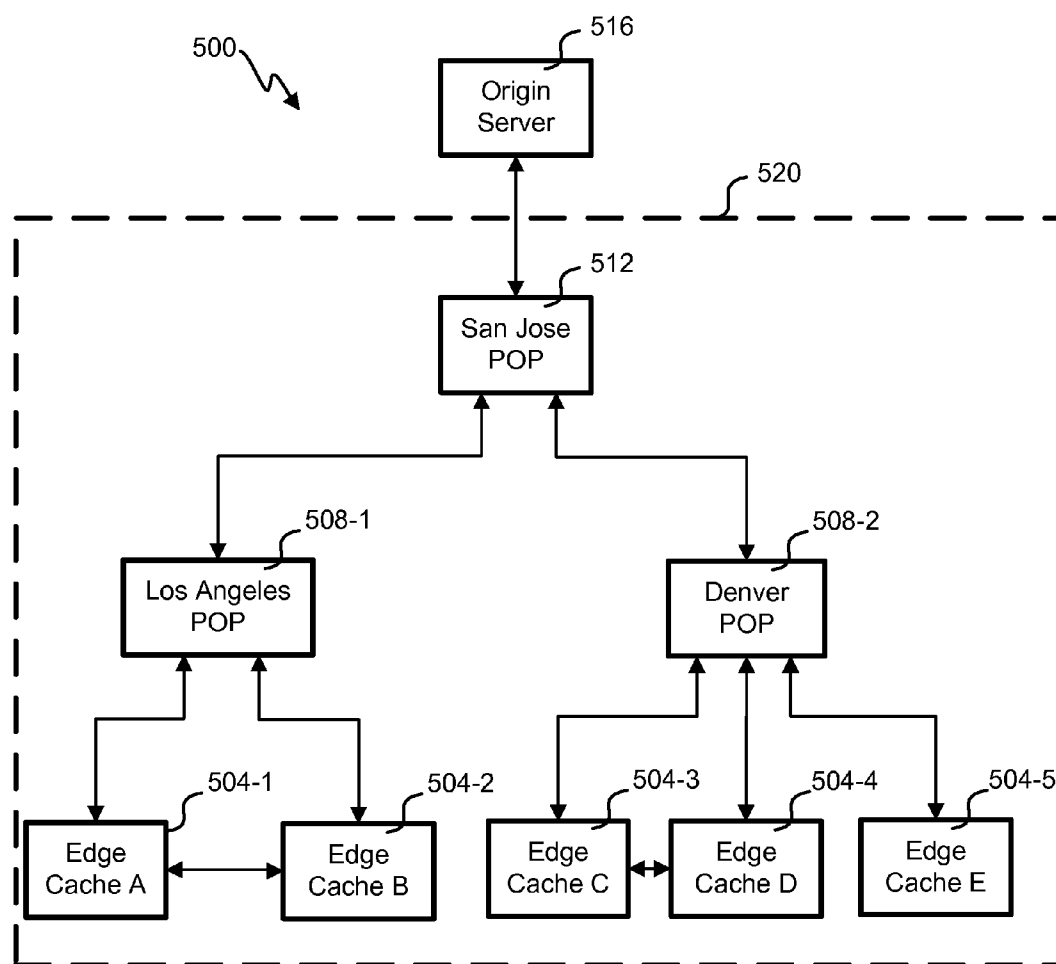 516
500
Origin
Server
520
512
San Jose
POP
508-1
508-2
Los Angeles
POP
Denver
POP
504-1
504-2
504-3
504-4
504-5
Edge
Cache A
Edge
Cache B
Edge
Cache C
Edge
Cache D
Edge
Cache E